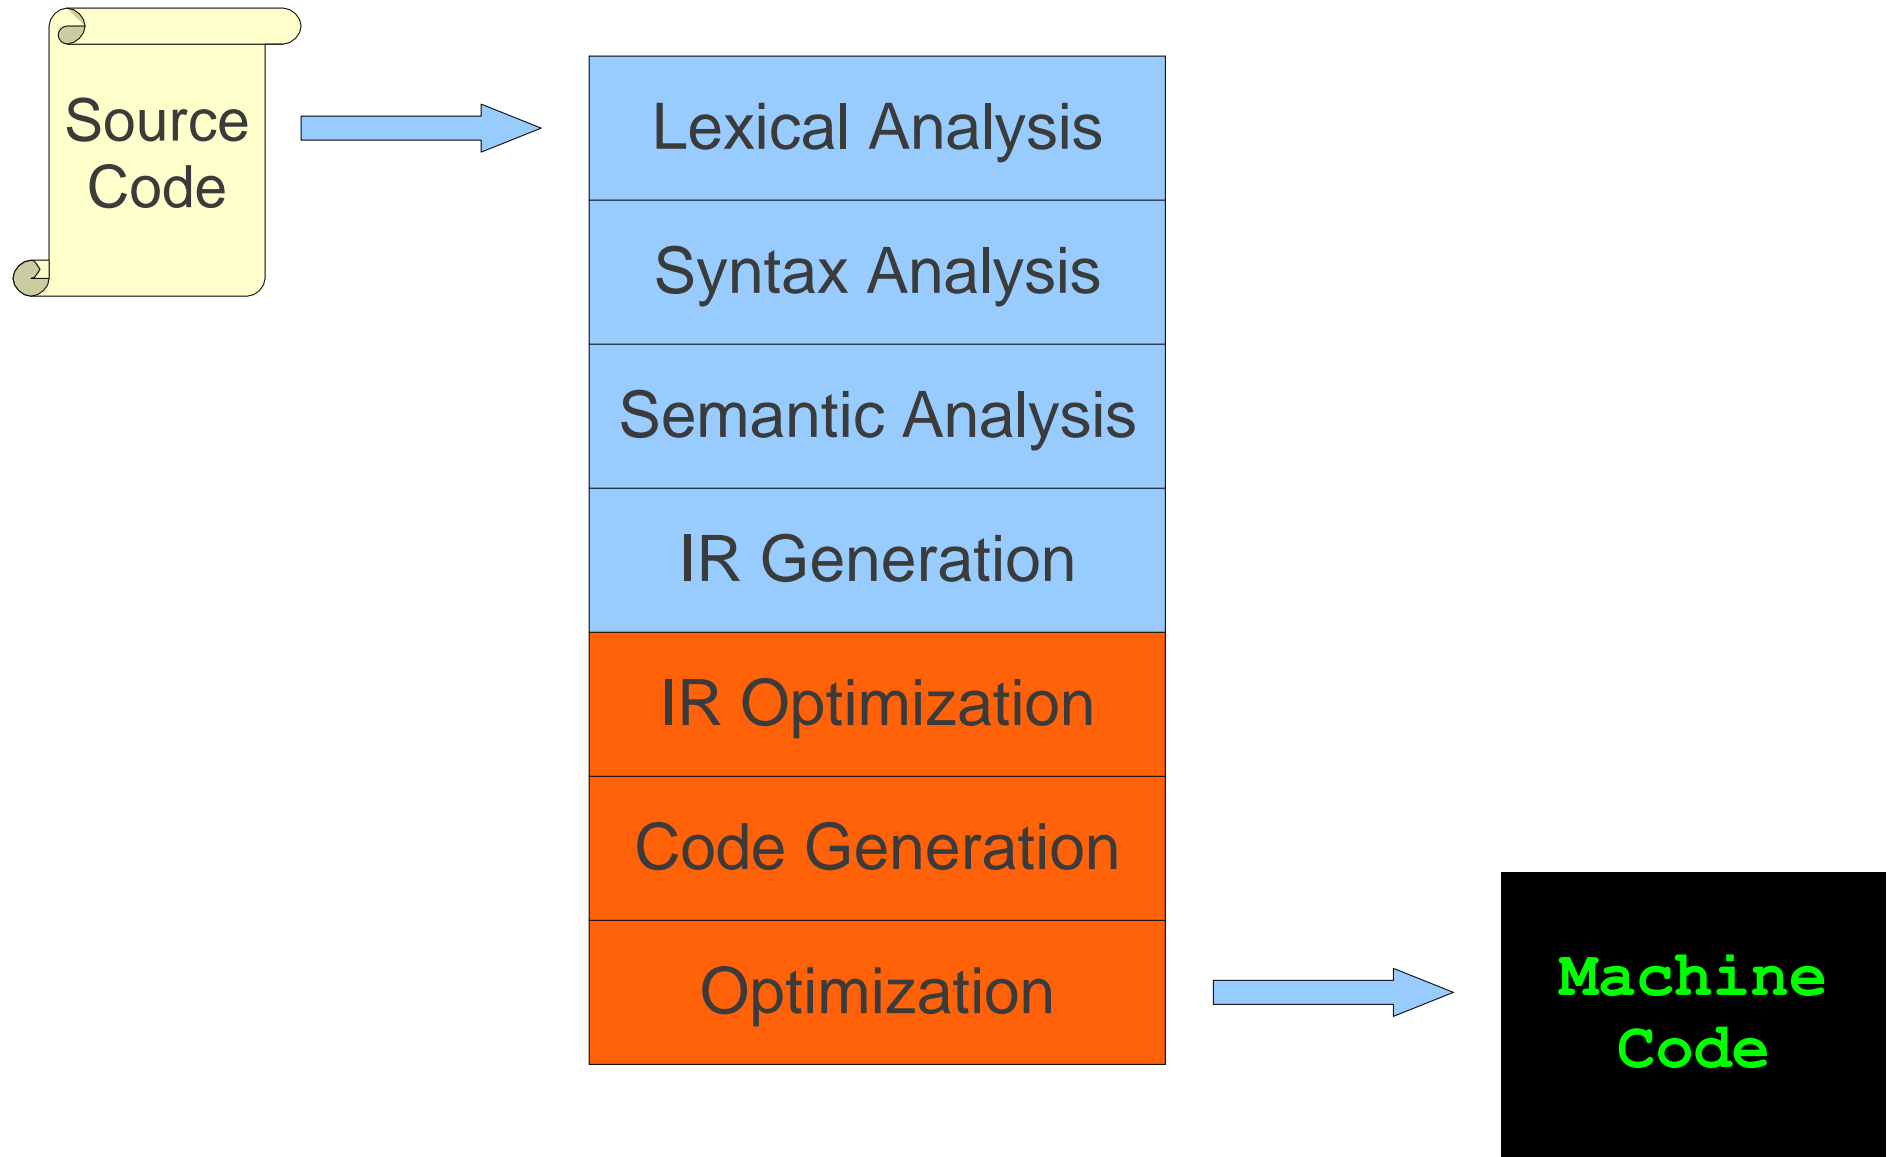 Source
Code
Lexical Analysis
Syntax Analysis
Semantic Analysis
IR Generation
IR Optimization
Code Generation
Optimization
Machine
Code